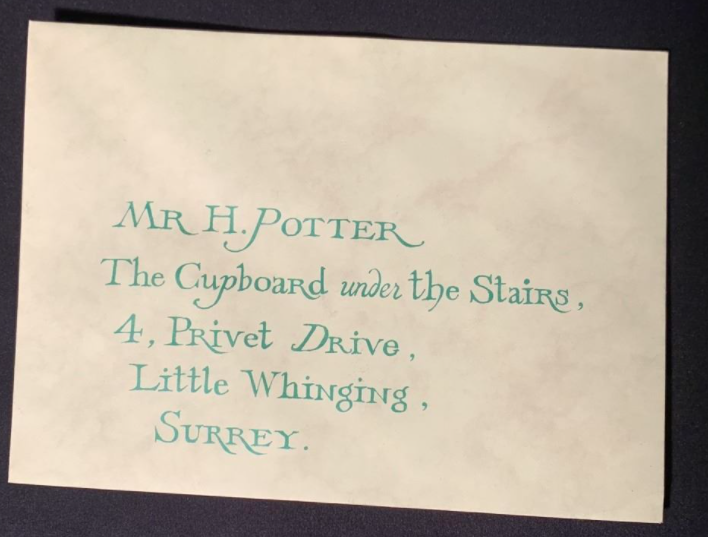 MR H. POTTER
The Cupboard under the Stairs,
4, Privet Drive,
Little Whinging,
SURREY.